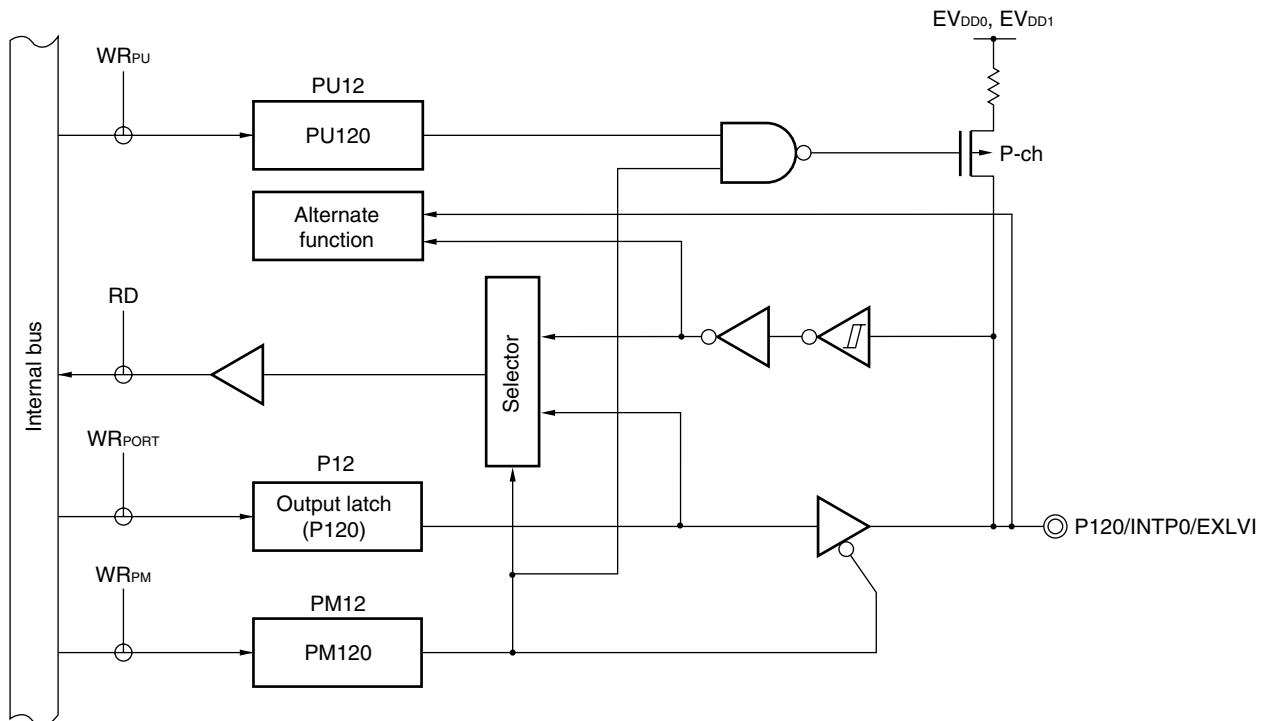 EVDD0, EVDD1
WRPU
PU12
PU120
P-ch
Alternate
function
RD
Internal bus
Selector
WRPORT
P12
Output latch
(P120)
P120/INTP0/EXLVI
WRPM
PM12
PM120